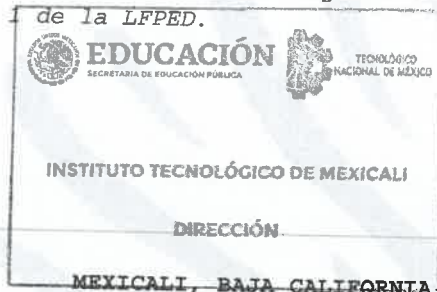 1 de la LFPED.
EDUCACIÓN
SECRETARÍA DE EDUCACIÓN PÚBLICA
TECNOLÓGICO
NACIONAL DE MÉXICO
INSTITUTO TECNOLÓGICO DE MEXICALI
DIRECCIÓN
MEXICALI, BAJA CALIFORNIA